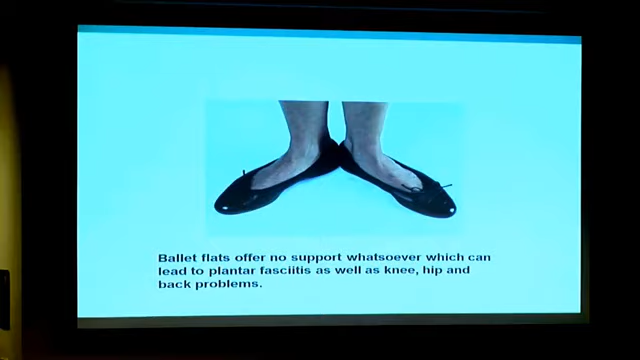 Ballet flats offer no support whatsoever which can
lead to plantar fasciitis as well as knee, hip and
back problems.